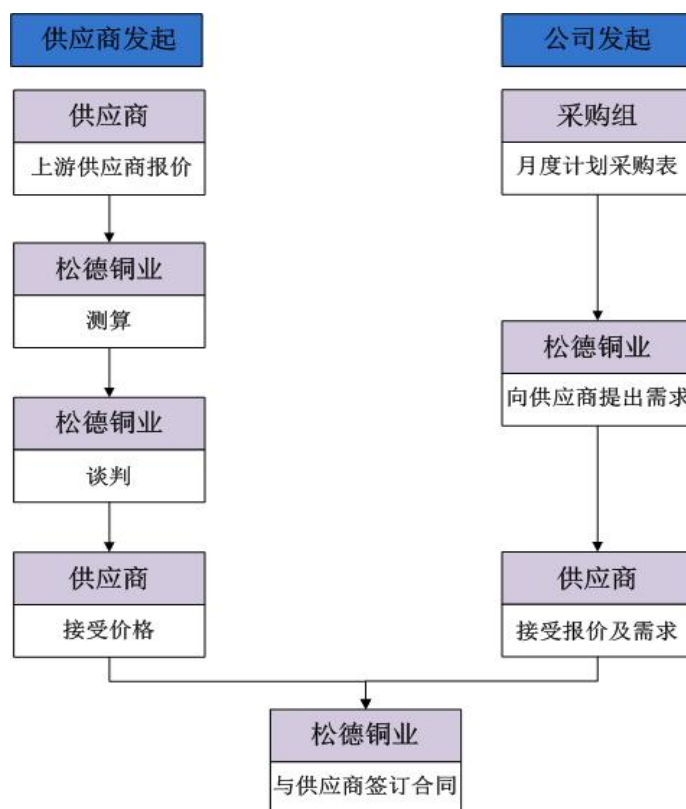 供应商发起
公司发起
供应商
上游供应商报价
采购组
月度计划采购表
松德铜业
测算
松德铜业
向供应商提出需求
松德铜业
谈判
供应商
接受价格
供应商
接受报价及需求
松德铜业
与供应商签订合同